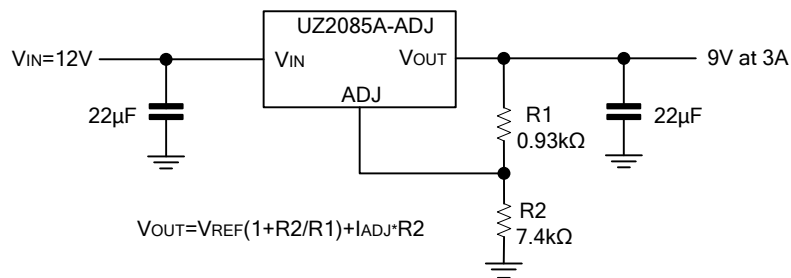 UZ2085A-ADJ
VIN=12V
VIN
VOUT
9V at 3A
ADJ
22µF
R1
0.93kΩ
22µF
VOUT=VREF(1+R2/R1)+IADJ*R2
R2
7.4kΩ